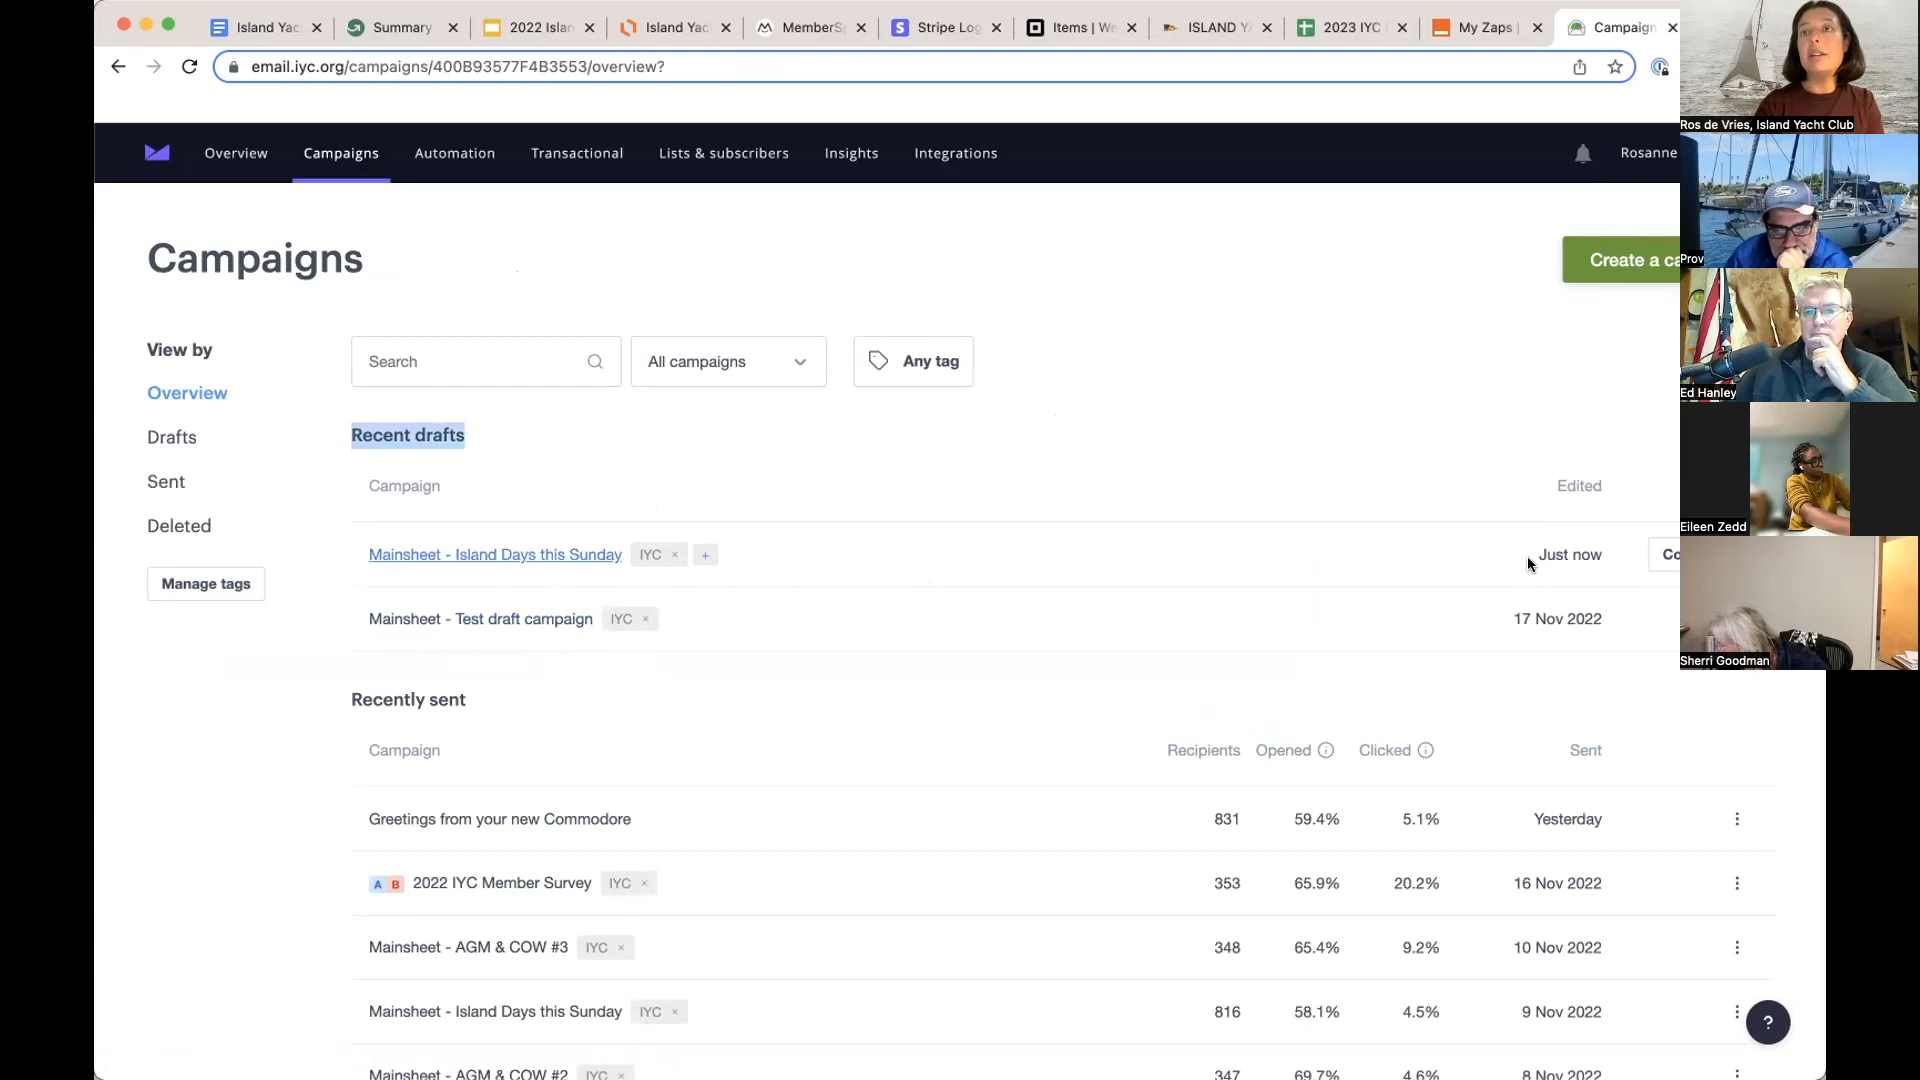 Island Yac
Summary
2022 Islan
Island Yac
MemberS
Stripe Log
Items | We
ISLAND Y
2023 IYC
My Zaps |
Campaign
email.iyc.org/campaigns/400B93577F4B3553/overview?
Overview
Campaigns
Automation
Transactional
Lists & subscribers
Insights
Integrations
Rosanne
Ros de Vries, Island Yacht Club
Prov
Ed Hanley
Eileen Zedd
Sherri Goodman
Campaigns
Create a ca
View by
Overview
Drafts
Sent
Deleted
Manage tags
Search
All campaigns
Any tag
Recent drafts
Campaign Edited
Mainsheet - Island Days this Sunday IYC × + Just now Co
Mainsheet - Test draft campaign IYC × 17 Nov 2022
Recently sent
Campaign Recipients Opened Clicked Sent
Greetings from your new Commodore 831 59.4% 5.1% Yesterday
A B 2022 IYC Member Survey IYC × 353 65.9% 20.2% 16 Nov 2022
Mainsheet - AGM & COW #3 IYC × 348 65.4% 9.2% 10 Nov 2022
Mainsheet - Island Days this Sunday IYC × 816 58.1% 4.5% 9 Nov 2022
Mainsheet - AGM & COW #2 IYC × 347 69.7% 4.6% 8 Nov 2022
?